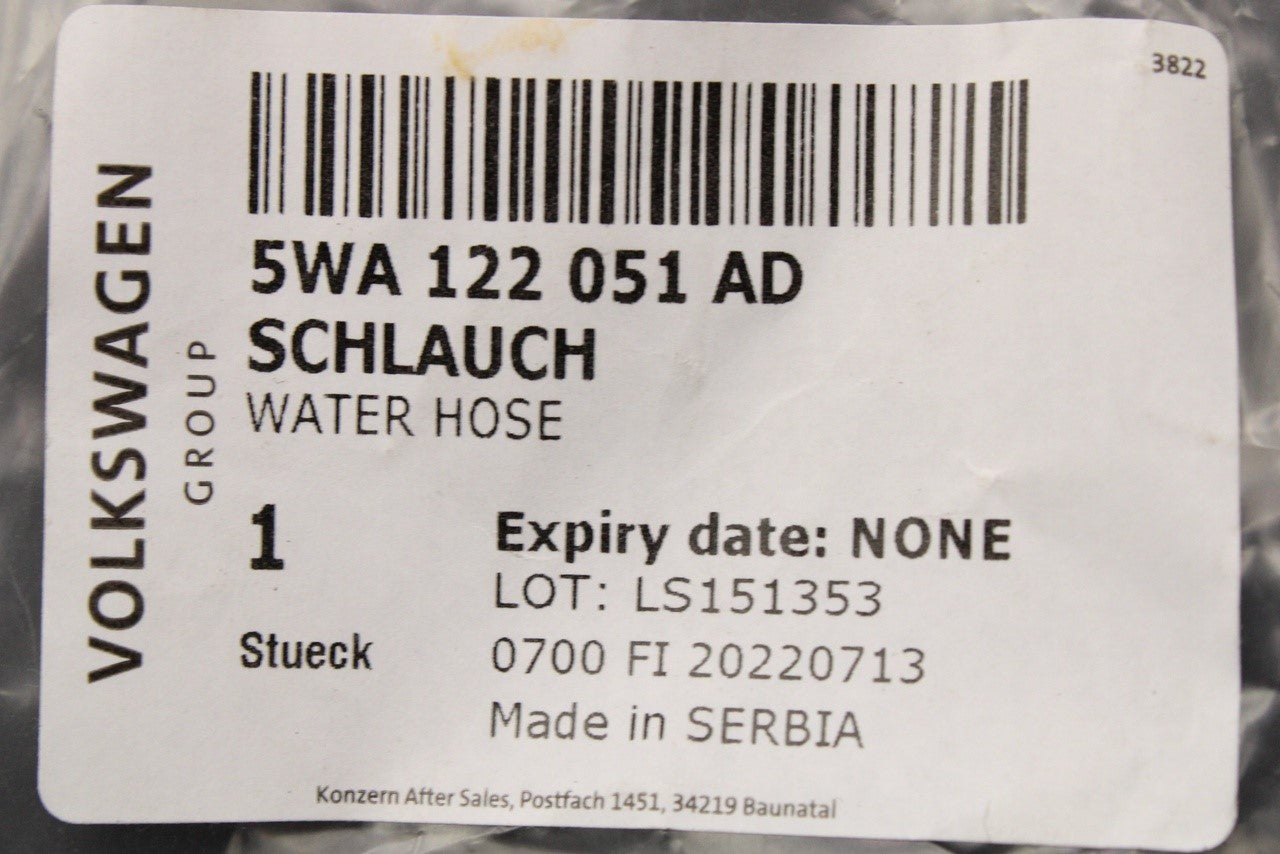 3822
VOLKSWAGEN
GROUP
5WA 122 051 AD
SCHLAUCH
WATER HOSE
1
Stueck
Expiry date: NONE
LOT: LS151353
0700 FI 20220713
Made in SERBIA
Konzern After Sales, Postfach 1451, 34219 Baunatal